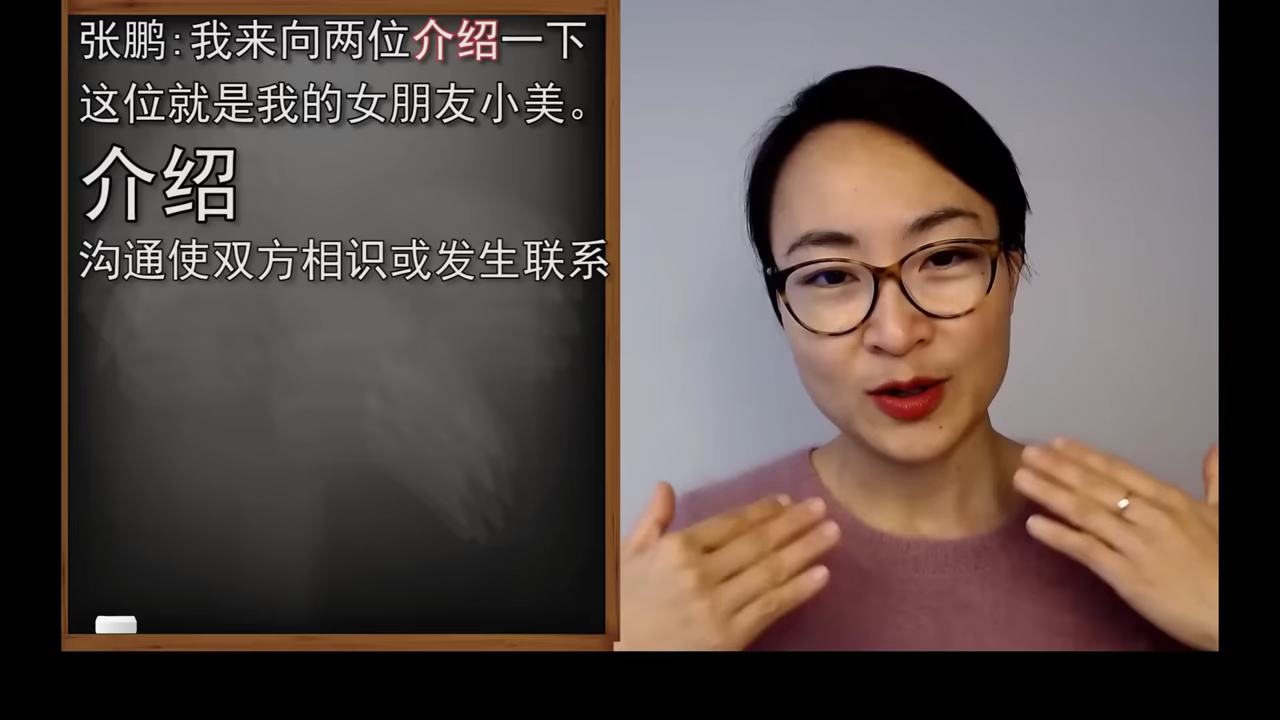 张鹏:我来向两位介绍一下
这位就是我的女朋友小美。
介绍
沟通使双方相识或发生联系